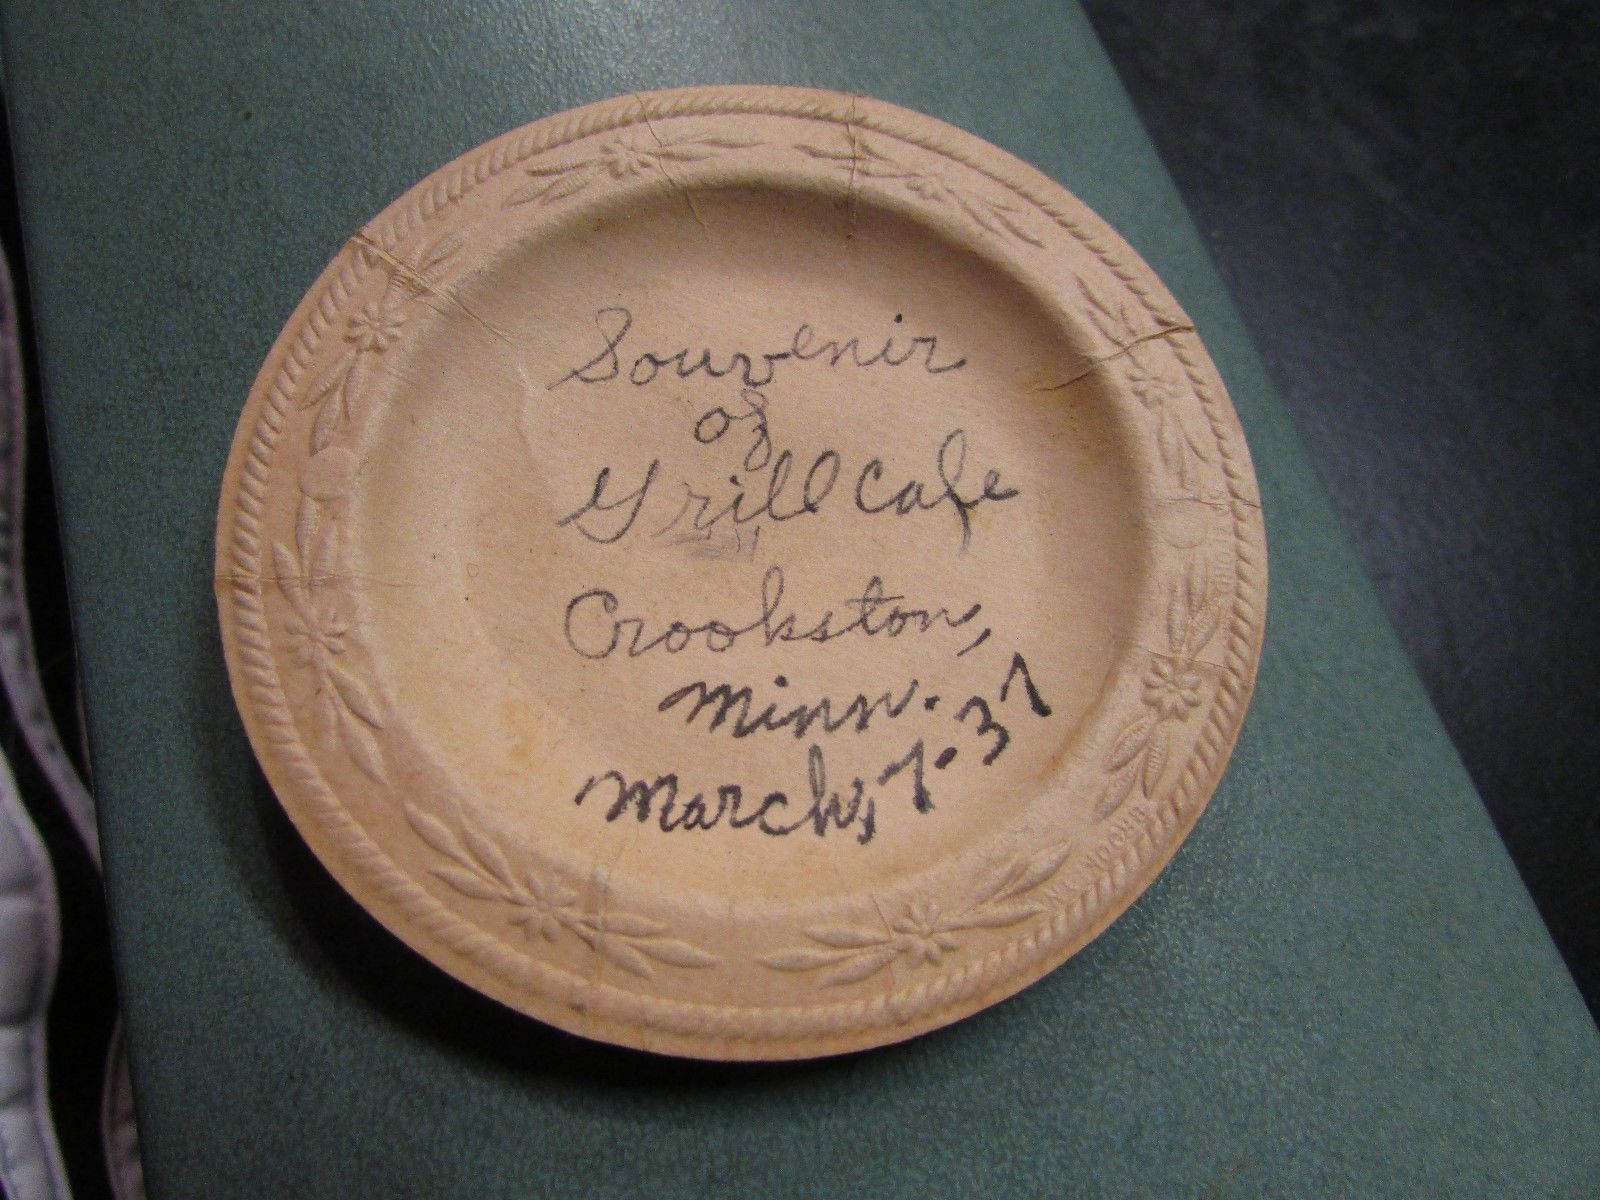 Souvenir
of
Grill Cafe
Crookston,
Minn.
March, 7. 37